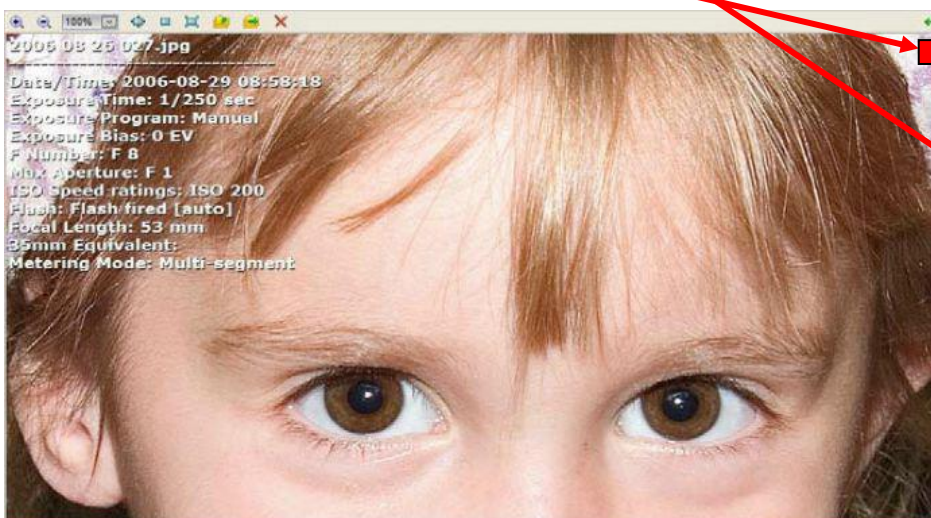 100%
2006 08 26 027.jpg
--------------------------------
Date/Time: 2006-08-29 08:58:18
Exposure Time: 1/250 sec
Exposure Program: Manual
Exposure Bias: 0 EV
F Number: F 8
Max Aperture: F 1
ISO Speed ratings: ISO 200
Flash: Flash fired [auto]
Focal Length: 53 mm
35mm Equivalent:
Metering Mode: Multi-segment